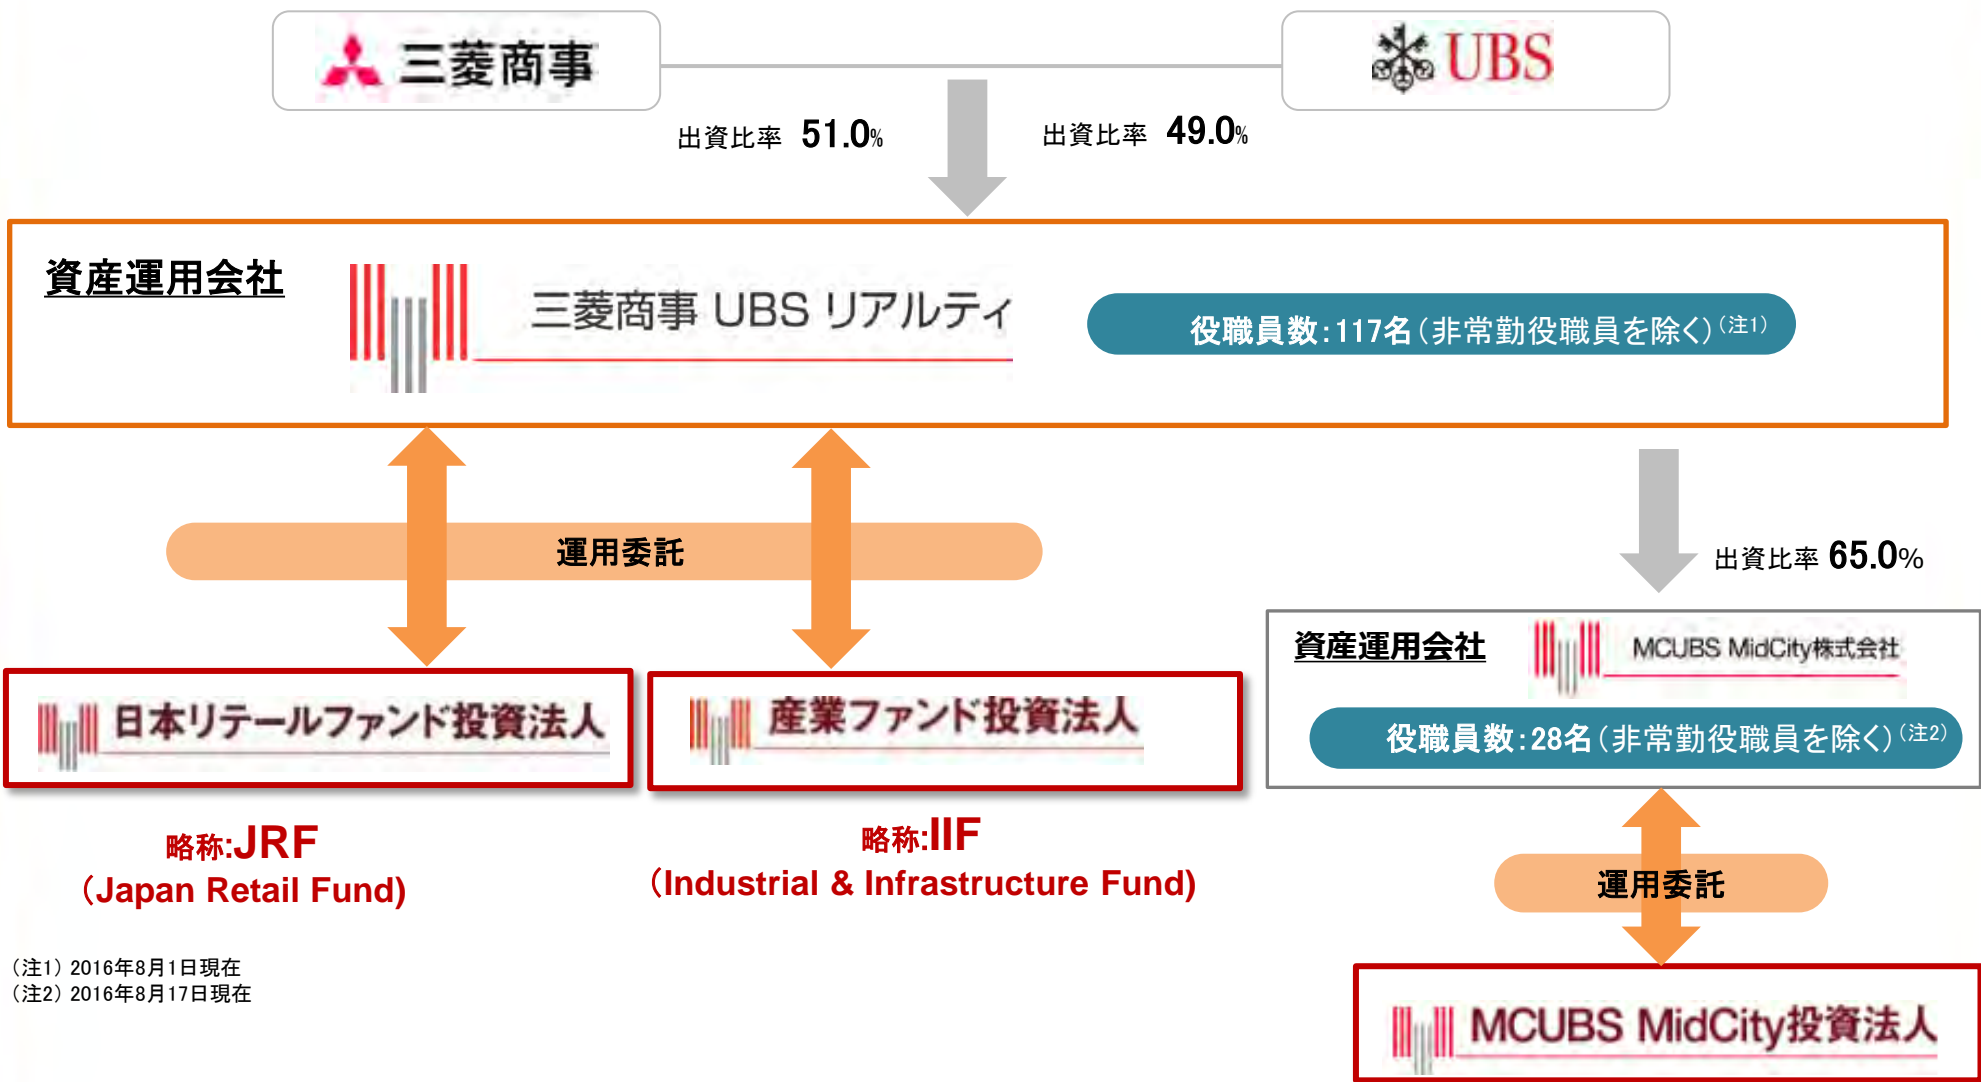 三菱商事
UBS
出資比率 51.0%
出資比率 49.0%
資産運用会社
三菱商事 UBS リアルティ
役職員数:117名(非常勤役職員を除く)(注1)
運用委託
出資比率 65.0%
資産運用会社
MCUBS MidCity株式会社
役職員数:28名(非常勤役職員を除く)(注2)
日本リテールファンド投資法人
産業ファンド投資法人
略称:JRF
(Japan Retail Fund)
略称:IIF
(Industrial & Infrastructure Fund)
運用委託
MCUBS MidCity投資法人
(注1) 2016年8月1日現在
(注2) 2016年8月17日現在